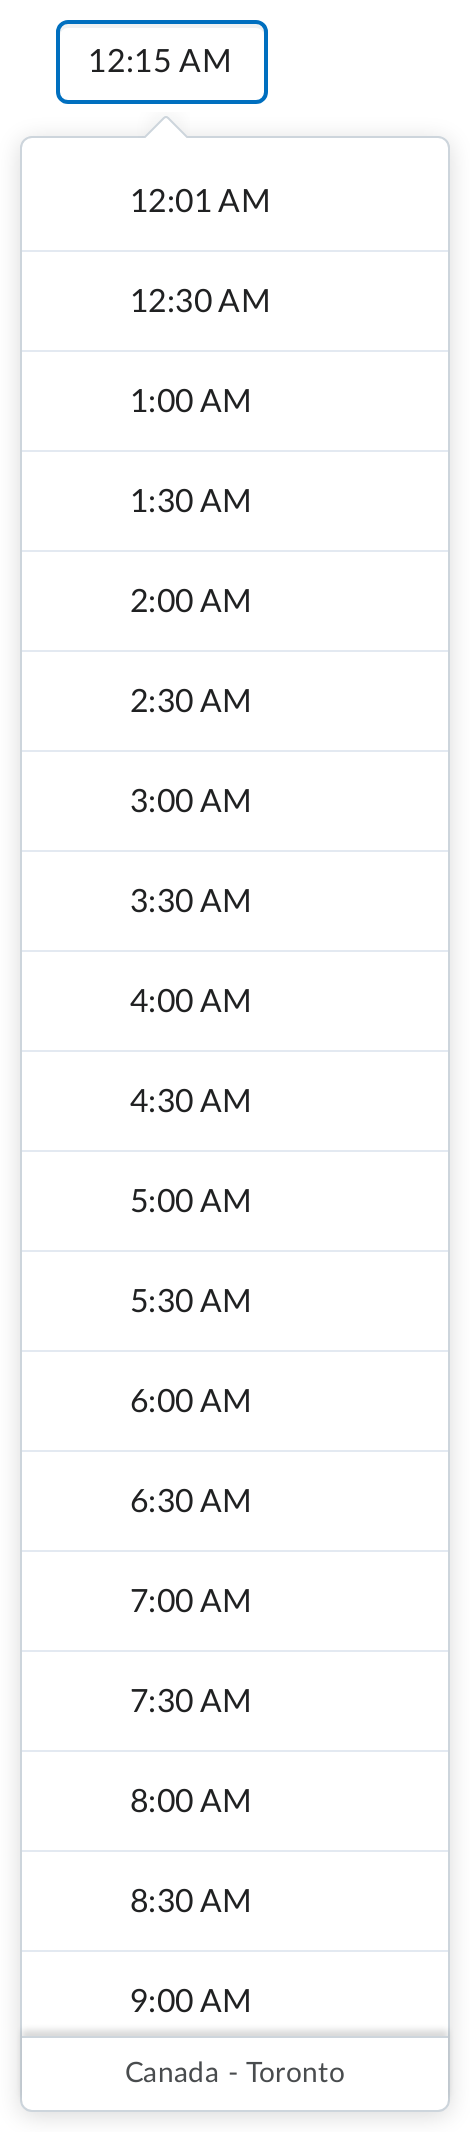 12:15 AM
12:01 AM
12:30 AM
1:00 AM
1:30 AM
2:00 AM
2:30 AM
3:00 AM
3:30 AM
4:00 AM
4:30 AM
5:00 AM
5:30 AM
6:00 AM
6:30 AM
7:00 AM
7:30 AM
8:00 AM
8:30 AM
9:00 AM
Canada - Toronto